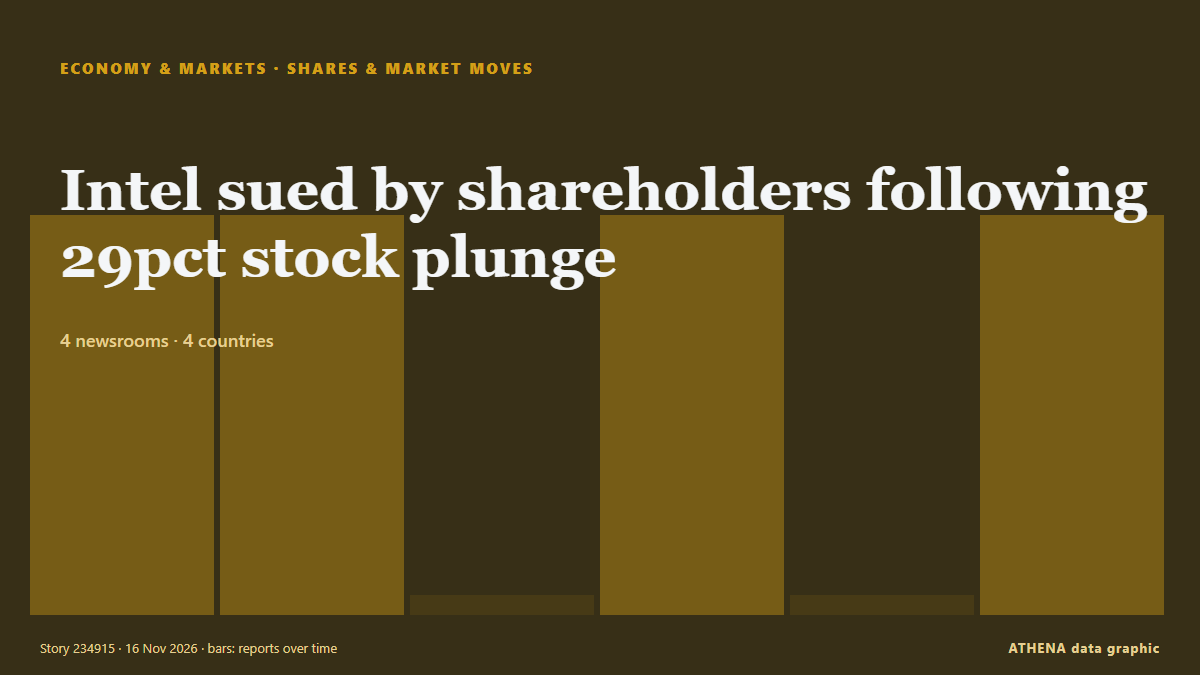 ECONOMY & MARKETS · SHARES & MARKET MOVES
Intel sued by shareholders following
29pct stock plunge
4 newsrooms · 4 countries
Story 234915 · 16 Nov 2026 · bars: reports over time
ATHENA data graphic